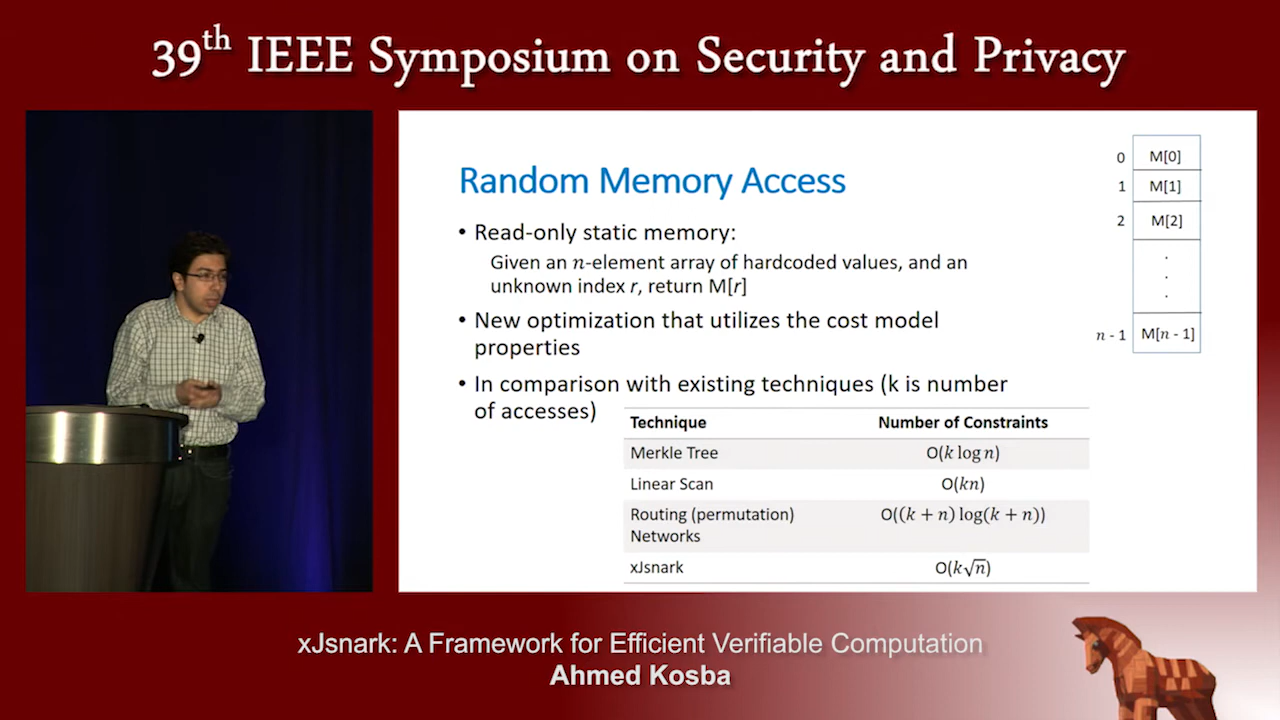 39th IEEE Symposium on Security and Privacy
Random Memory Access
• Read-only static memory:
Given an n-element array of hardcoded values, and an
unknown index r, return M[r]
• New optimization that utilizes the cost model
properties
• In comparison with existing techniques (k is number
of accesses)
Technique Number of Constraints
Merkle Tree O(k log n)
Linear Scan O(kn)
Routing (permutation) O((k + n) log(k + n))
Networks
xJsnark O(k√n)
0 M[0]
1 M[1]
2 M[2]
.
.
.
n - 1 M[n - 1]
xJsnark: A Framework for Efficient Verifiable Computation
Ahmed Kosba